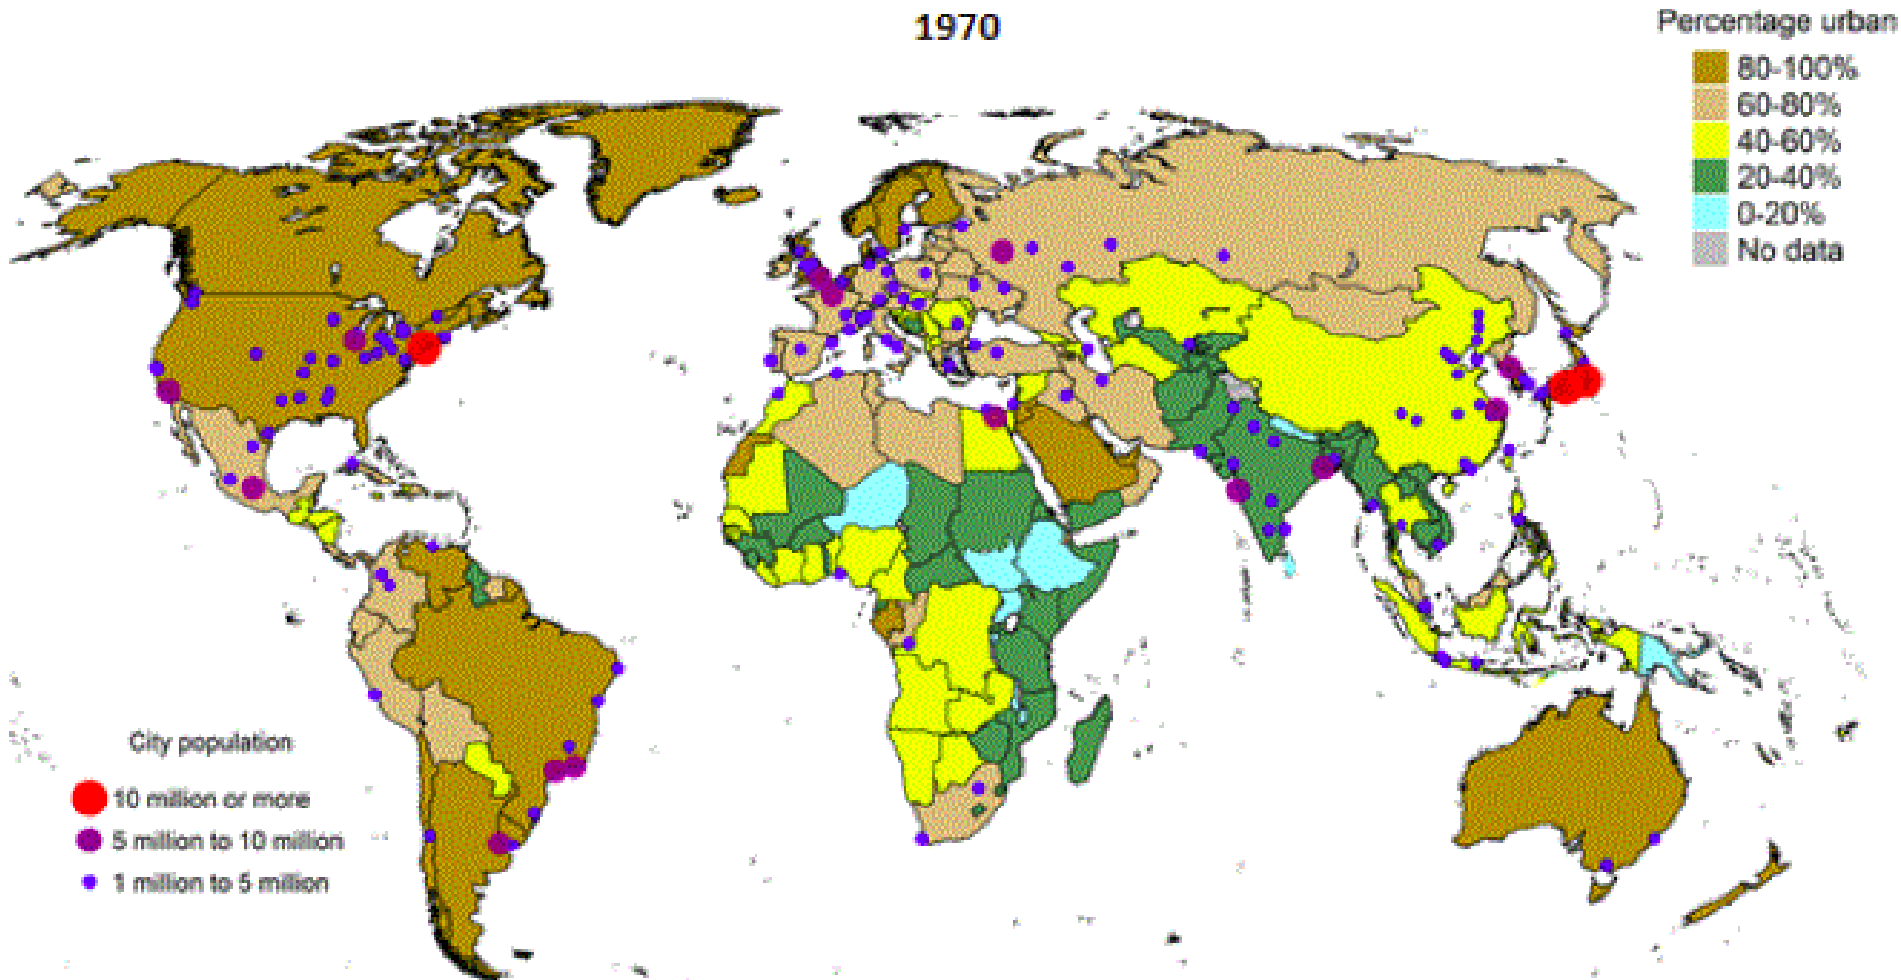 1970
Percentage urban
80-100%
60-80%
40-60%
20-40%
0-20%
No data
City population
10 million or more
5 million to 10 million
1 million to 5 million